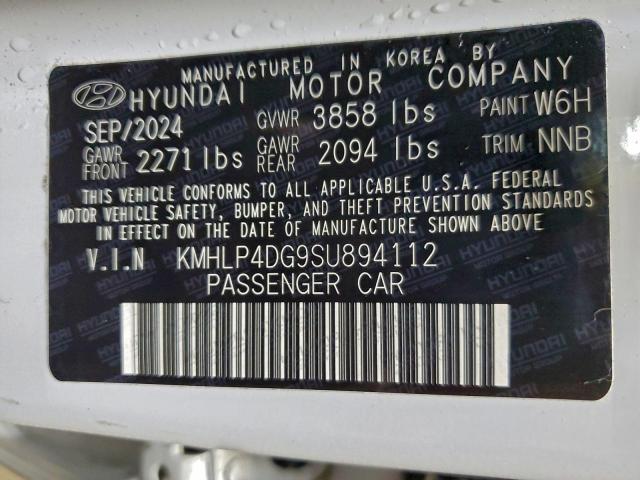 MANUFACTURED IN KOREA BY
HYUNDAI MOTOR COMPANY
SEP/2024 GVWR 3858 lbs PAINT W6H
GAWR FRONT 2271 lbs GAWR REAR 2094 lbs TRIM NNB
THIS VEHICLE CONFORMS TO ALL APPLICABLE U.S.A. FEDERAL
MOTOR VEHICLE SAFETY, BUMPER, AND THEFT PREVENTION STANDARDS
IN EFFECT ON THE DATE OF MANUFACTURE SHOWN ABOVE
V.I.N KMHLP4DG9SU894112
PASSENGER CAR